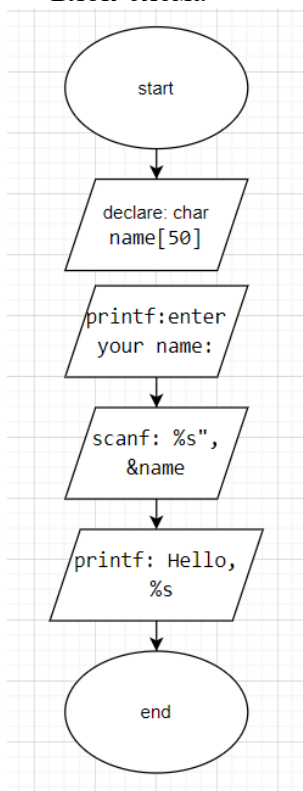 start
declare: char
name[50]
printf:enter
your name:
scanf: %s",
&name
printf: Hello,
%s
end